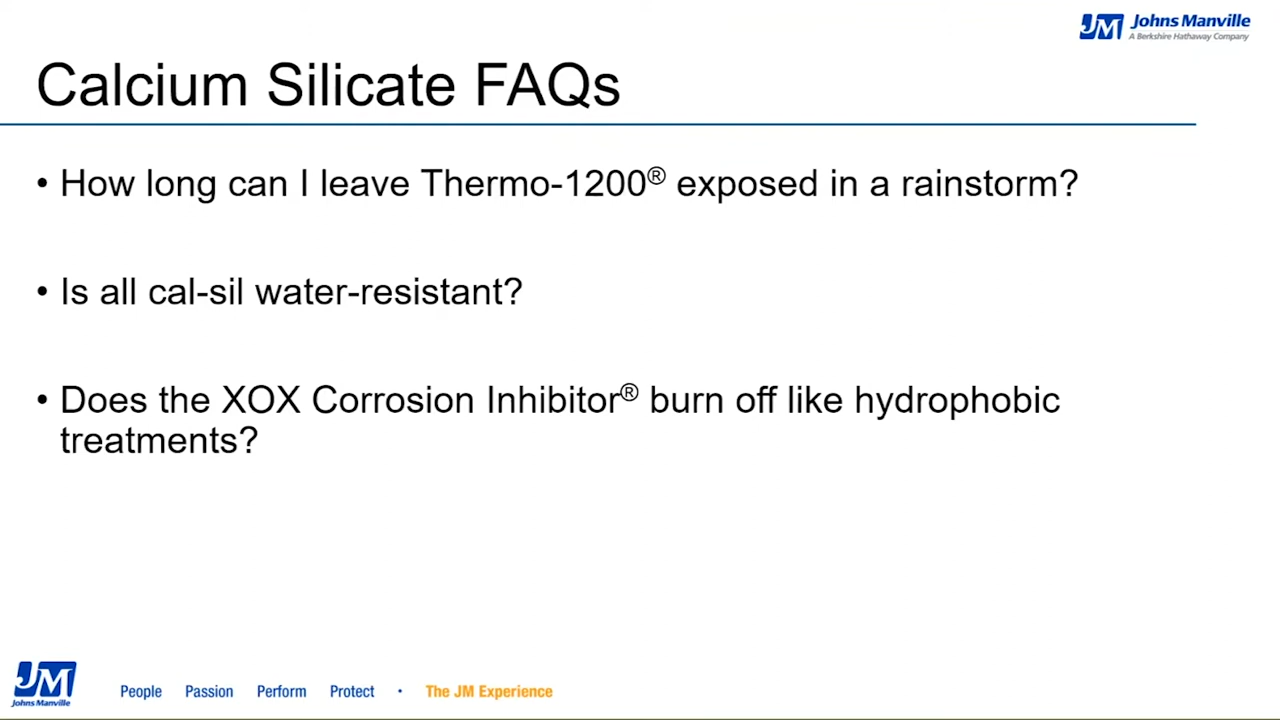 JM Johns Manville
A Berkshire Hathaway Company
Calcium Silicate FAQs
• How long can I leave Thermo-1200® exposed in a rainstorm?
• Is all cal-sil water-resistant?
• Does the XOX Corrosion Inhibitor® burn off like hydrophobic
treatments?
JM
Johns Manville
People Passion Perform Protect • The JM Experience